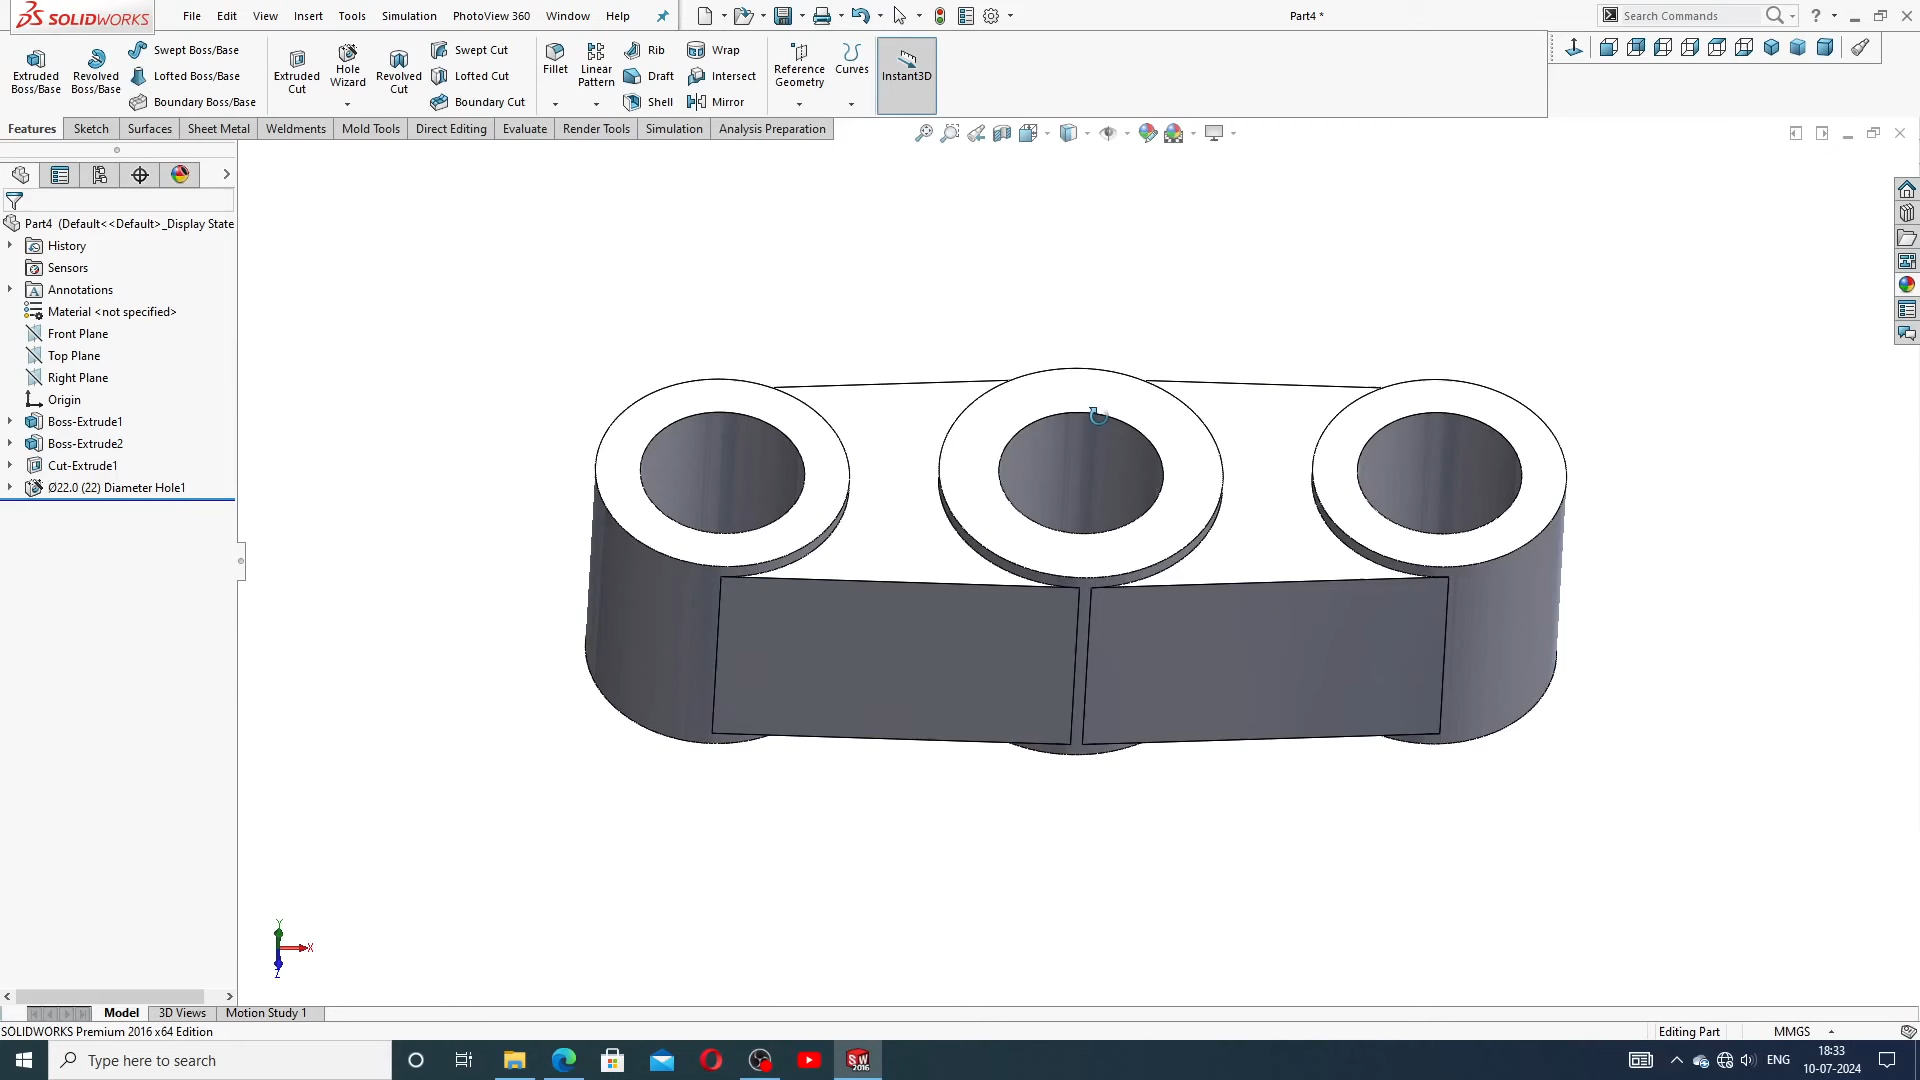 SOLIDWORKS File Edit View Insert Tools Simulation PhotoView 360 Window Help Part4 * Search Commands ?
Extruded Boss/Base
Revolved Boss/Base
Swept Boss/Base
Lofted Boss/Base
Boundary Boss/Base
Extruded Cut
Hole Wizard
Revolved Cut
Swept Cut
Lofted Cut
Boundary Cut
Fillet
Linear Pattern
Rib
Draft
Shell
Wrap
Intersect
Mirror
Reference Geometry
Curves
Instant3D
Features Sketch Surfaces Sheet Metal Weldments Mold Tools Direct Editing Evaluate Render Tools Simulation Analysis Preparation
Part4 (Default<<Default>_Display State
History
Sensors
Annotations
Material <not specified>
Front Plane
Top Plane
Right Plane
Origin
Boss-Extrude1
Boss-Extrude2
Cut-Extrude1
Ø22.0 (22) Diameter Hole1
Y
X
Z
Model 3D Views Motion Study 1
SOLIDWORKS Premium 2016 x64 Edition Editing Part MMGS
Type here to search
SW
2016
ENG
18:33
10-07-2024